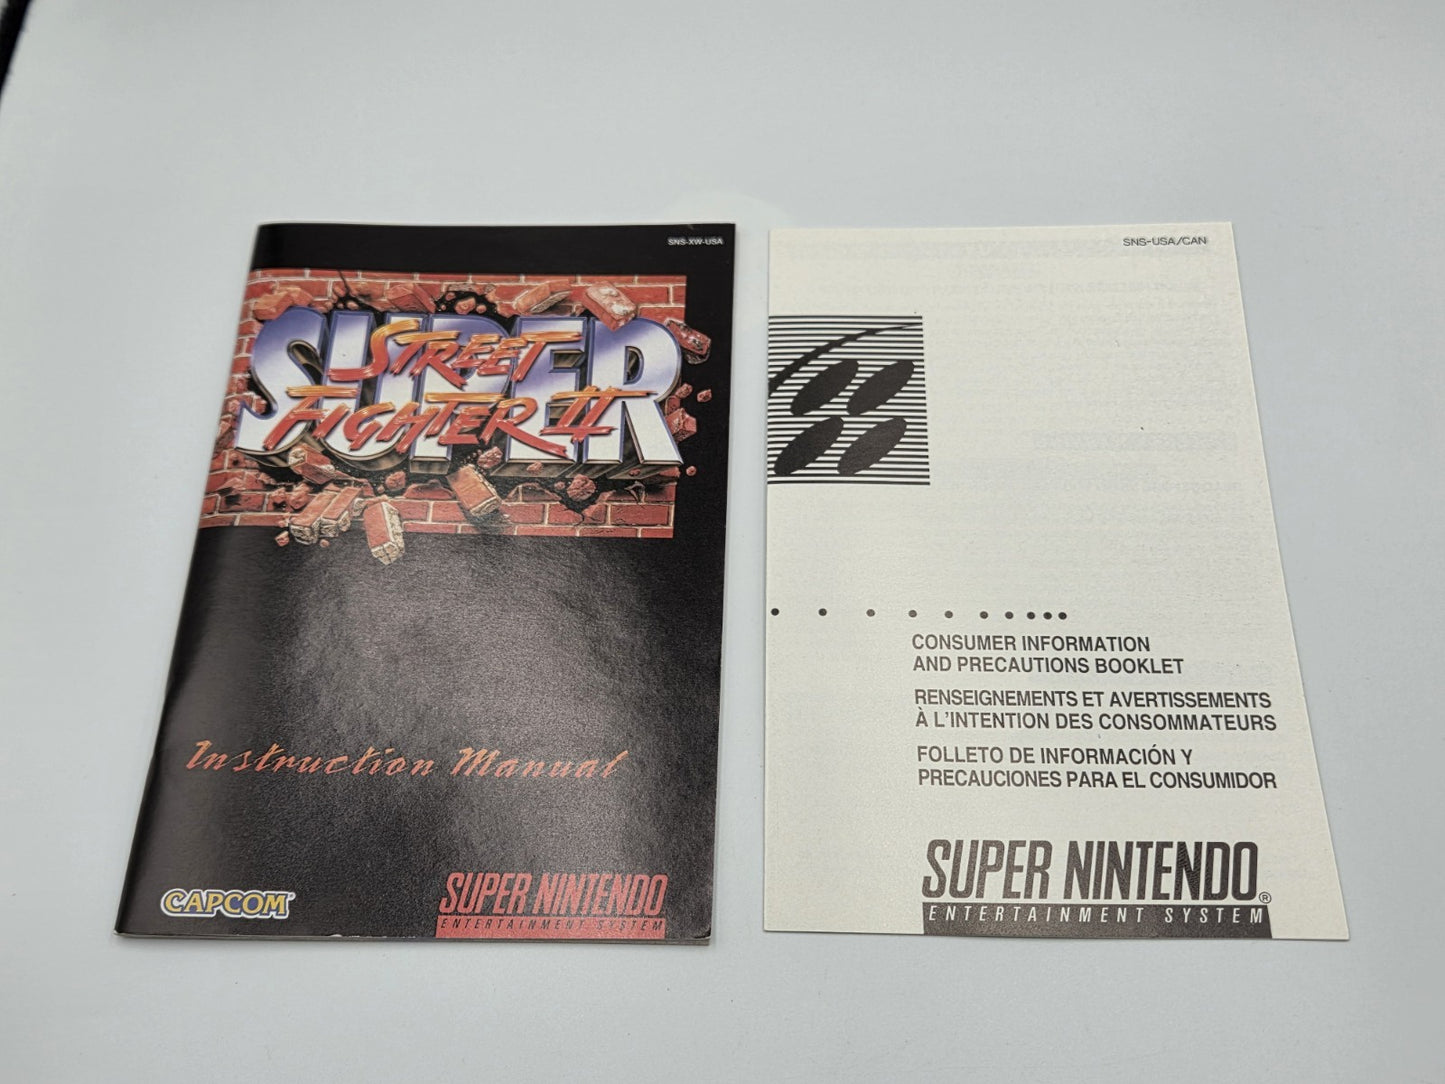 SNS-XW-USA
SUPER
STREET
FIGHTER II
Instruction Manual
CAPCOM®
SUPER NINTENDO
ENTERTAINMENT SYSTEM
SNS-USA/CAN
CONSUMER INFORMATION
AND PRECAUTIONS BOOKLET
RENSEIGNEMENTS ET AVERTISSEMENTS
À L'INTENTION DES CONSOMMATEURS
FOLLETO DE INFORMACIÓN Y
PRECAUCIONES PARA EL CONSUMIDOR
SUPER NINTENDO®
ENTERTAINMENT SYSTEM